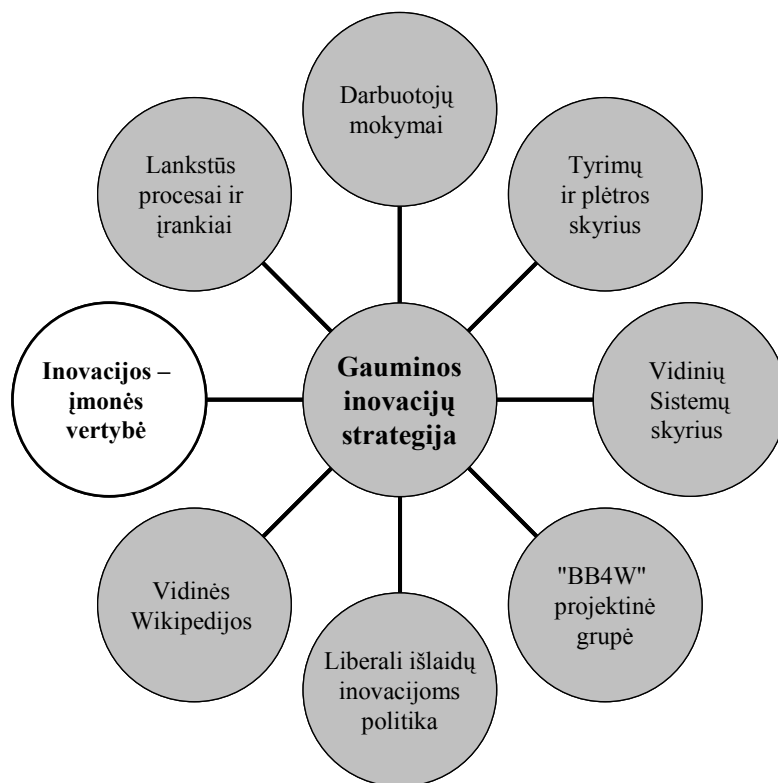 Darbuotojų
mokymai
Lankstūs
procesai ir
įrankiai
Tyrimų
ir plėtros
skyrius
Inovacijos –
įmonės
vertybė
Gauminos
inovacijų
strategija
Vidinių
Sistemų
skyrius
Vidinės
Wikipedijos
"BB4W"
projektinė
grupė
Liberali išlaidų
inovacijoms
politika